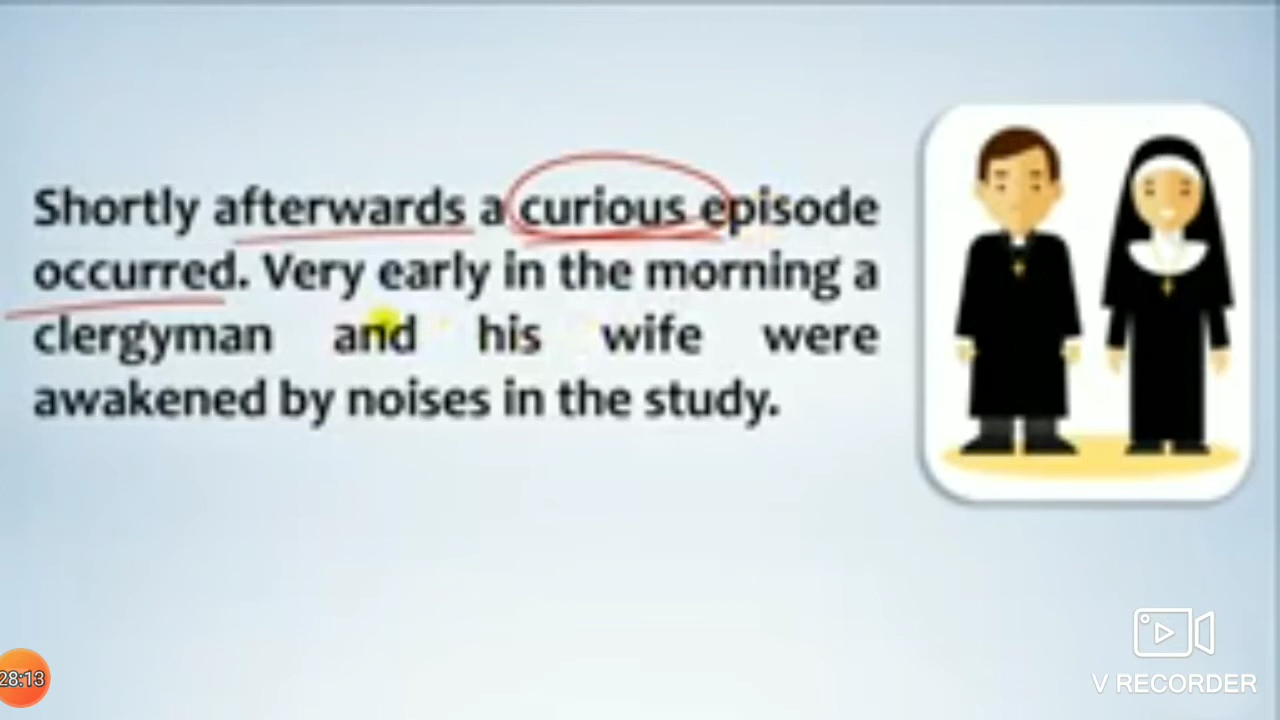 Shortly afterwards a curious episode
occurred. Very early in the morning a
clergyman and his wife were
awakened by noises in the study.
28:13
V RECORDER